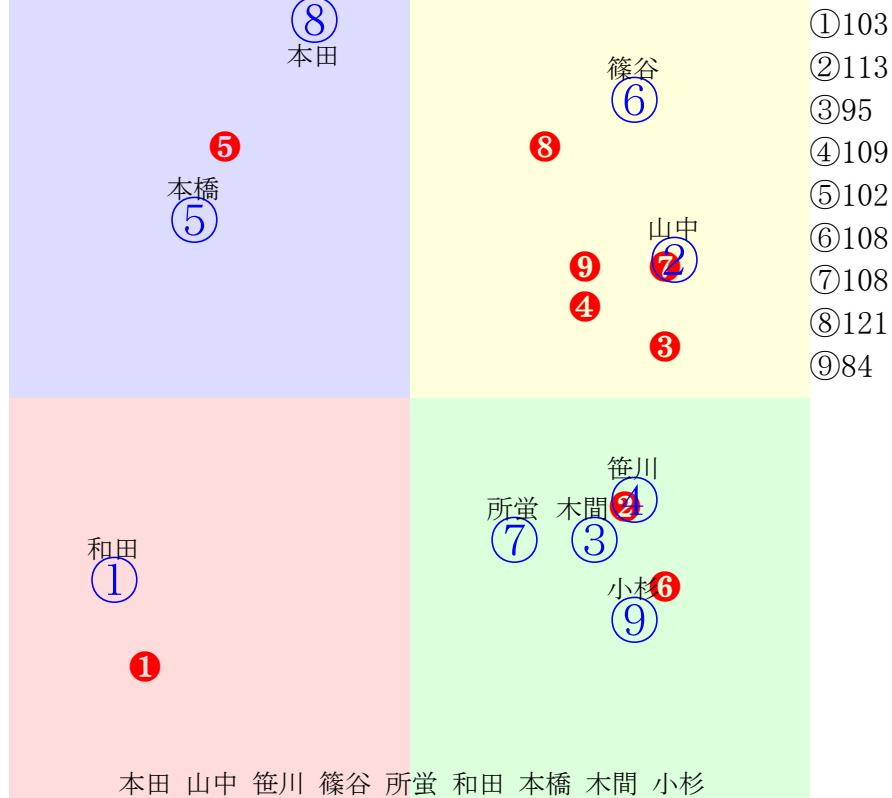 ⑧
本田
①103
篠谷
⑥
②113
③95
❺
❽
④109
本橋
⑤
⑤102
山中
②
❼
❾
⑥108
❹
⑦108
❸
⑧121
⑨84
笹川
④
❷
所蛍
⑦
木間
③
和田
①
小杉
❻
⑨
❶
本田 山中 笹川 篠谷 所蛍 和田 本橋 木間 小杉